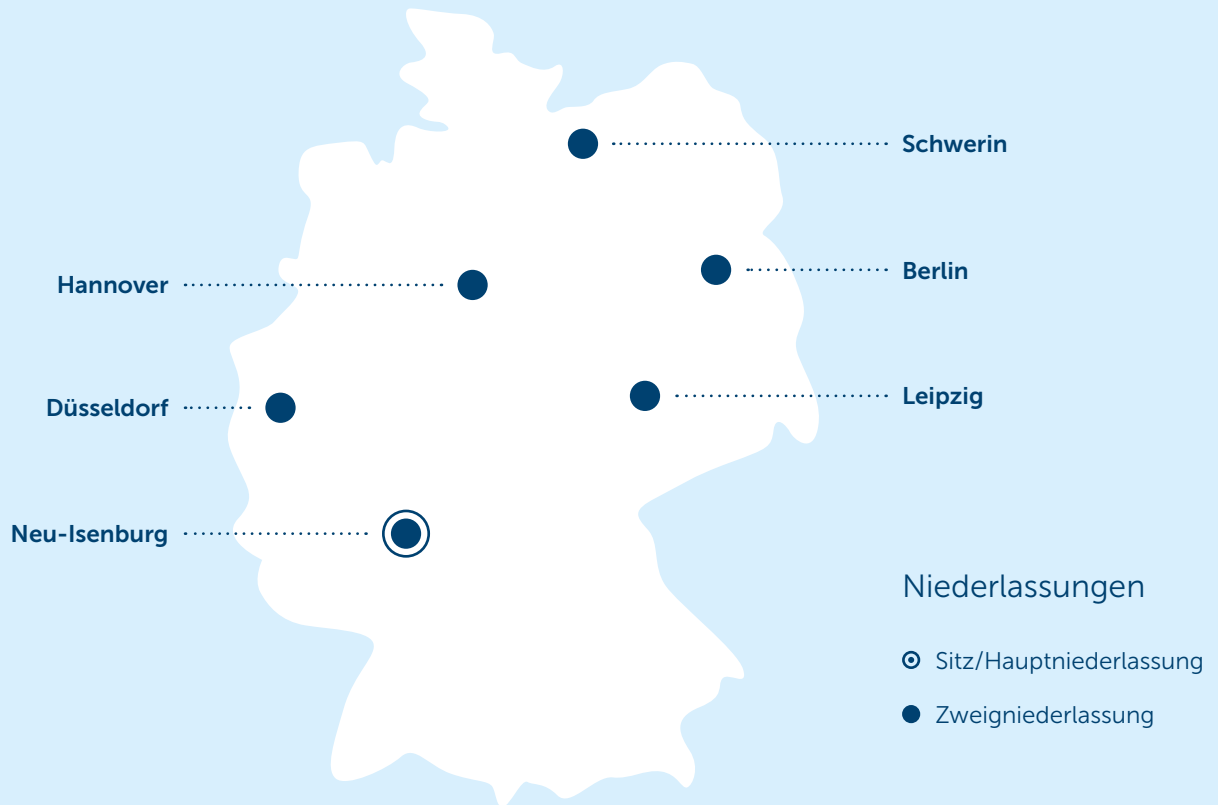 Schwerin
Hannover
Berlin
Düsseldorf
Leipzig
Neu-Isenburg
Niederlassungen
Sitz/Hauptniederlassung
Zweigniederlassung